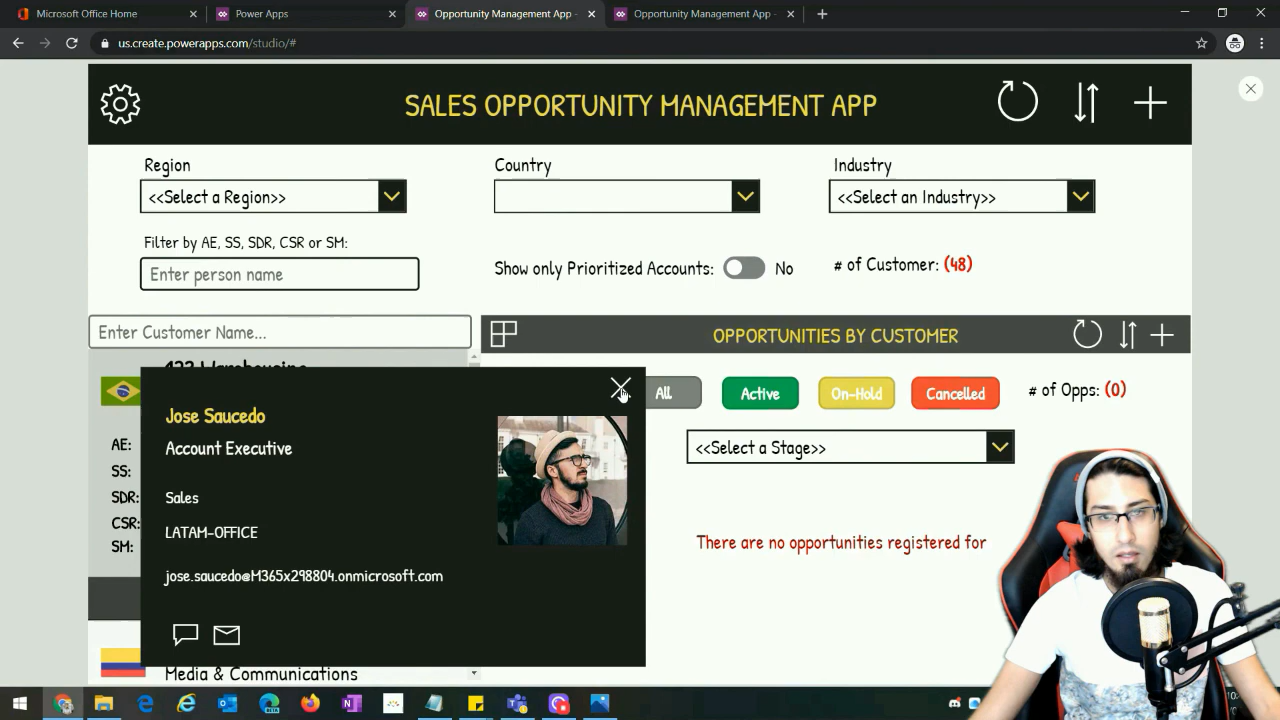 Microsoft Office Home
Power Apps
Opportunity Management App -
Opportunity Management App -
us.create.powerapps.com/studio/#
SALES OPPORTUNITY MANAGEMENT APP
Region
Country
Industry
<<Select a Region>>
<<Select an Industry>>
Filter by AE, SS, SDR, CSR or SM:
Enter person name
Show only Prioritized Accounts:
No
# of Customer: (48)
Enter Customer Name...
OPPORTUNITIES BY CUSTOMER
All
Active
On-Hold
Cancelled
# of Opps: (0)
<<Select a Stage>>
AE:
SS:
SDR:
CSR:
SM:
Jose Saucedo
Account Executive
Sales
LATAM-OFFICE
jose.saucedo@M365x298804.onmicrosoft.com
There are no opportunities registered for
Media & Communications